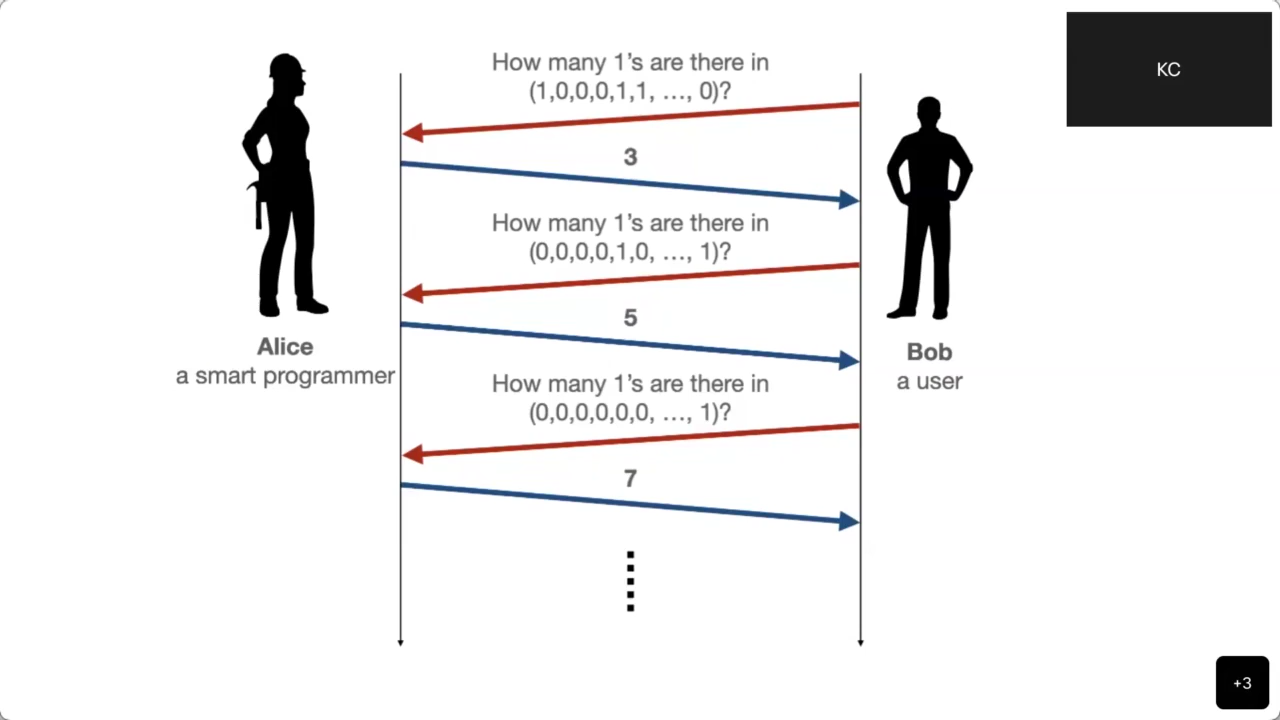 How many 1’s are there in
(1,0,0,0,1,1, …, 0)?
KC
3
How many 1’s are there in
(0,0,0,0,1,0, …, 1)?
5
Alice
a smart programmer
Bob
a user
How many 1’s are there in
(0,0,0,0,0,0, …, 1)?
7
+3